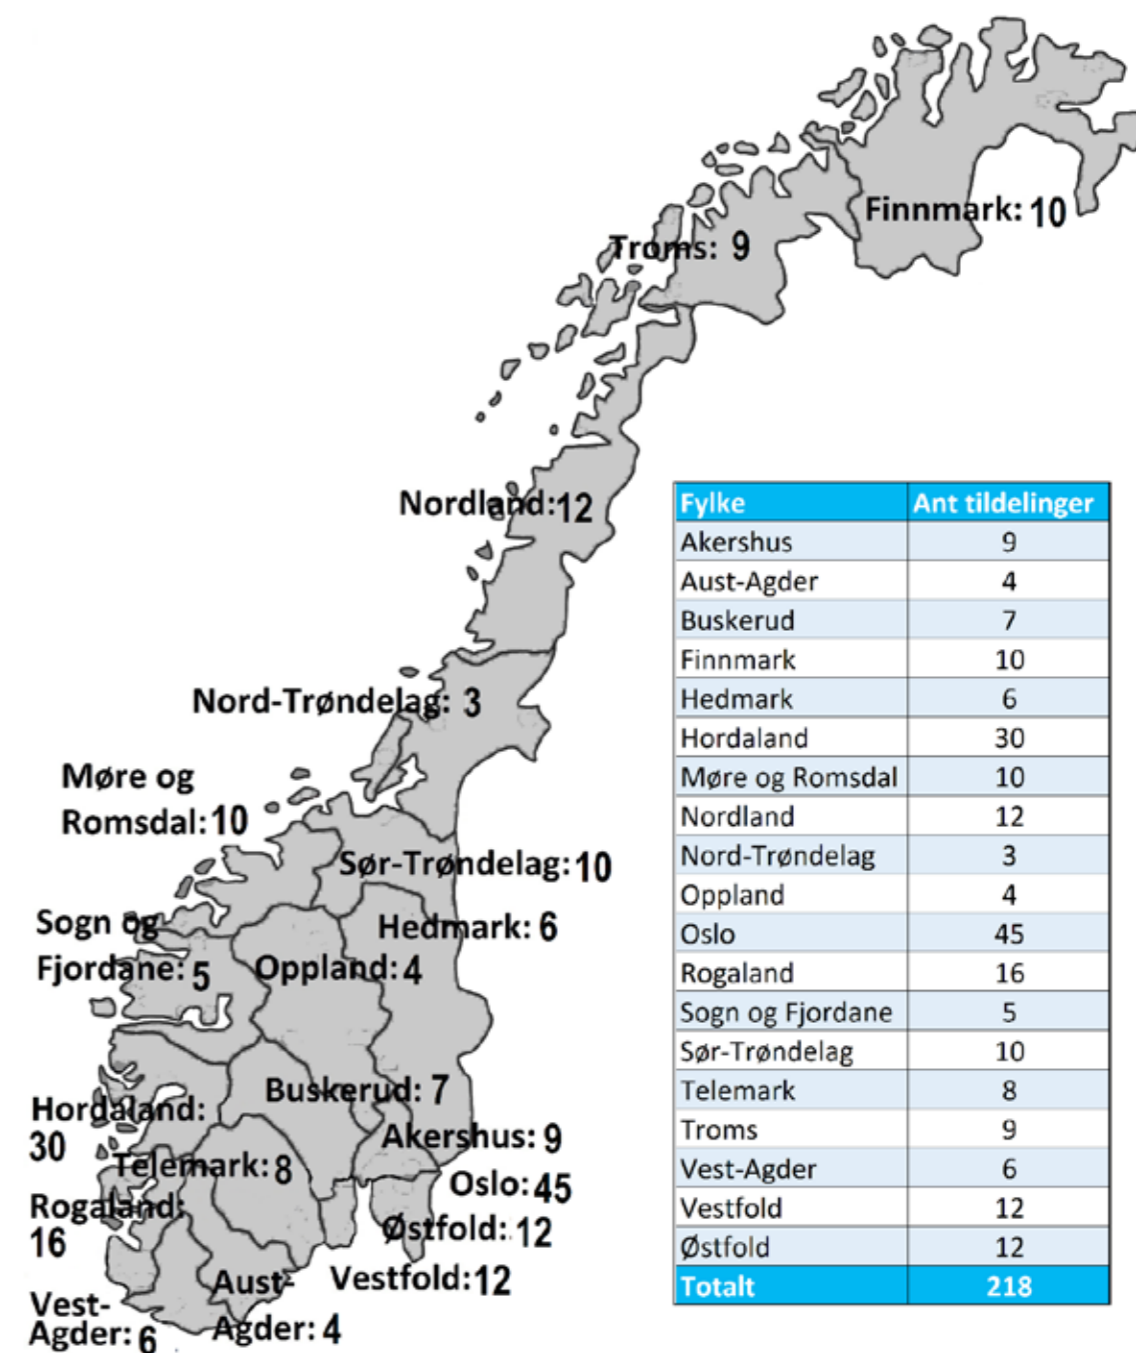 Finnmark: 10
Troms: 9
Nordland:12
Nord-Trøndelag: 3
Møre og
Romsdal:10
Sør-Trøndelag:10
Hedmark: 6
Sogn og
Fjordane: 5
Oppland:4
Buskerud: 7
Hordaland:
30
Akershus: 9
Telemark:8
Oslo:45
Rogaland:
16
Østfold: 12
Vestfold:12
Aust-
Agder:4
Vest-
Agder: 6
Fylke Ant tildelinger
Akershus 9
Aust-Agder 4
Buskerud 7
Finnmark 10
Hedmark 6
Hordaland 30
Møre og Romsdal 10
Nordland 12
Nord-Trøndelag 3
Oppland 4
Oslo 45
Rogaland 16
Sogn og Fjordane 5
Sør-Trøndelag 10
Telemark 8
Troms 9
Vest-Agder 6
Vestfold 12
Østfold 12
Totalt 218